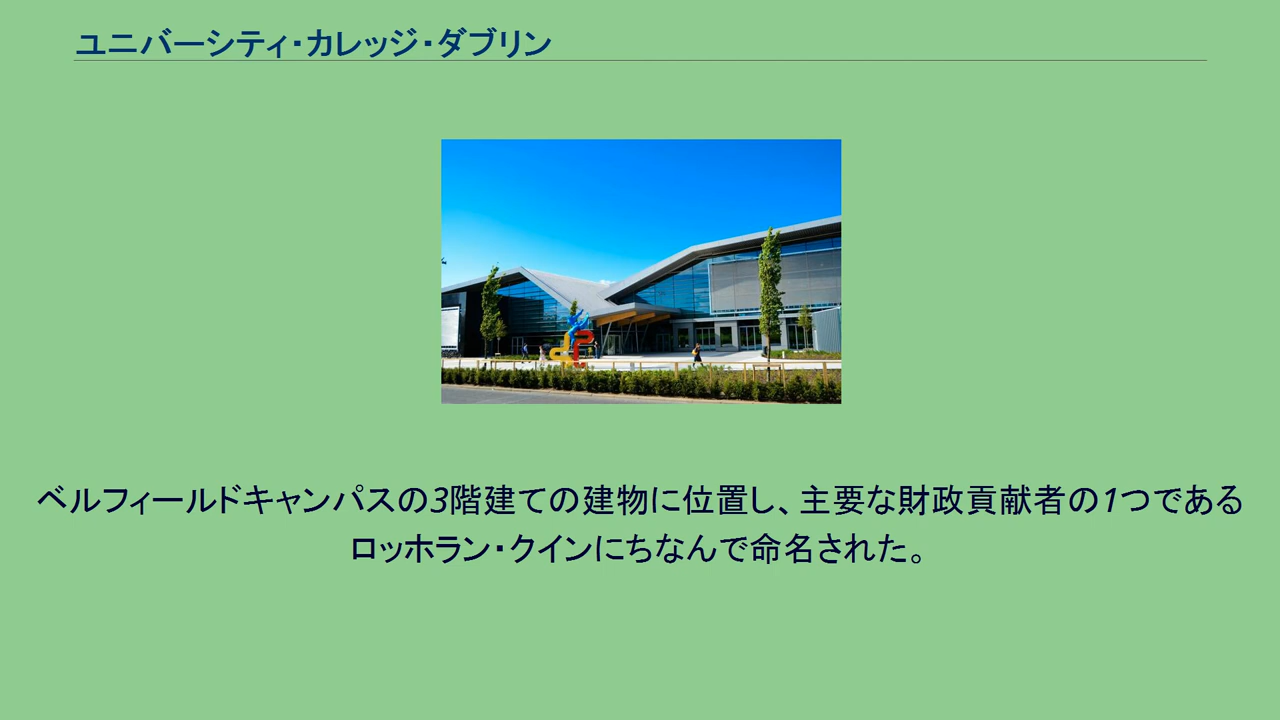 ユニバーシティ・カレッジ・ダブリン
ベルフィールドキャンパスの3階建ての建物に位置し、主要な財政貢献者の1つである
ロッホラン・クインにちなんで命名された。